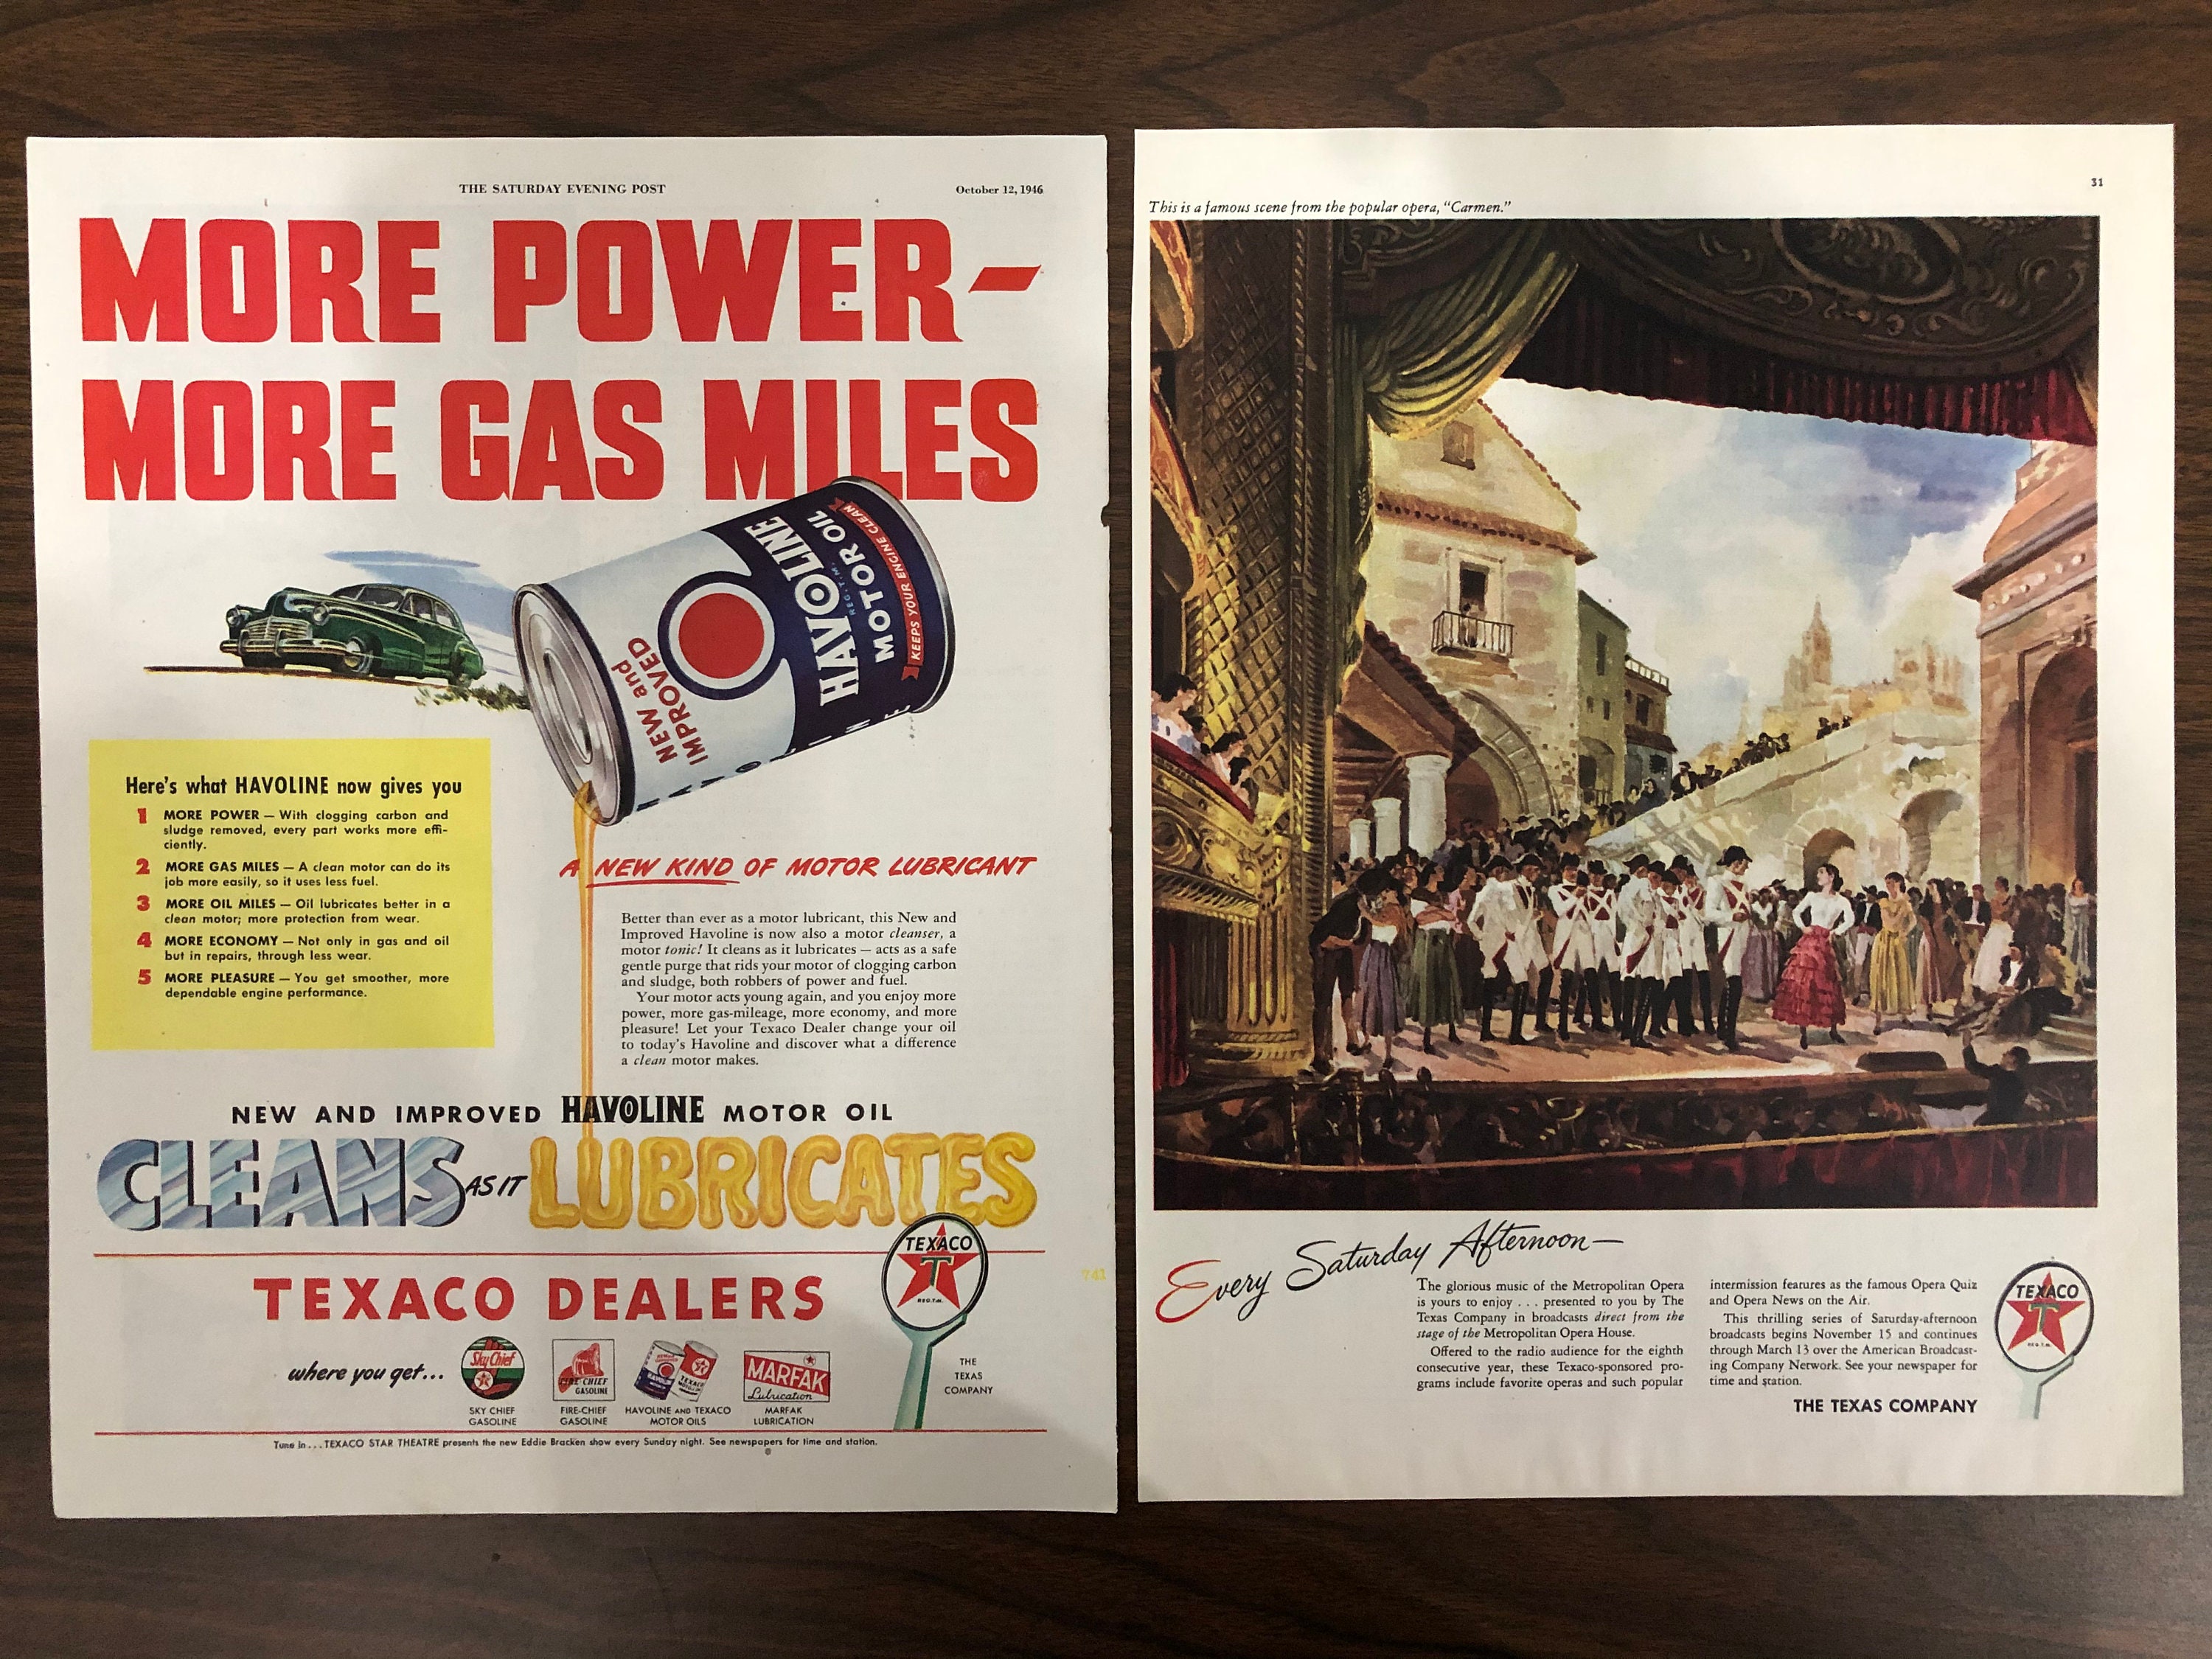 THE SATURDAY EVENING POST
October 12, 1946
MORE POWER—
MORE GAS MILES
NEW and
IMPROVED
HAVOLINE
REG. T.M.
MOTOR OIL
KEEPS YOUR ENGINE CLEAN
Here's what HAVOLINE now gives you
1 MORE POWER — With clogging carbon and
sludge removed, every part works more effi-
ciently.
2 MORE GAS MILES — A clean motor can do its
job more easily, so it uses less fuel.
3 MORE OIL MILES — Oil lubricates better in a
clean motor; more protection from wear.
4 MORE ECONOMY — Not only in gas and oil
but in repairs, through less wear.
5 MORE PLEASURE — You get smoother, more
dependable engine performance.
A NEW KIND OF MOTOR LUBRICANT
Better than ever as a motor lubricant, this New and
Improved Havoline is now also a motor cleanser, a
motor tonic! It cleans as it lubricates — acts as a safe
gentle purge that rids your motor of clogging carbon
and sludge, both robbers of power and fuel.
Your motor acts young again, and you enjoy more
power, more gas-mileage, more economy, and more
pleasure! Let your Texaco Dealer change your oil
to today's Havoline and discover what a difference
a clean motor makes.
NEW AND IMPROVED HAVOLINE MOTOR OIL
CLEANS AS IT LUBRICATES
TEXACO
T
REG. T.M.
741
TEXACO DEALERS
where you get...
Sky Chief
FIRE-CHIEF
GASOLINE
MARFAK
Lubrication
SKY CHIEF
GASOLINE
FIRE-CHIEF
GASOLINE
HAVOLINE AND TEXACO
MOTOR OILS
MARFAK
LUBRICATION
THE
TEXAS
COMPANY
Tune in . . . TEXACO STAR THEATRE presents the new Eddie Bracken show every Sunday night. See newspapers for time and station.
31
This is a famous scene from the popular opera, "Carmen."
Every Saturday Afternoon—
The glorious music of the Metropolitan Opera
is yours to enjoy . . . presented to you by The
Texas Company in broadcasts direct from the
stage of the Metropolitan Opera House.
Offered to the radio audience for the eighth
consecutive year, these Texaco-sponsored pro-
grams include favorite operas and such popular
intermission features as the famous Opera Quiz
and Opera News on the Air.
This thrilling series of Saturday-afternoon
broadcasts begins November 15 and continues
through March 13 over the American Broadcast-
ing Company Network. See your newspaper for
time and station.
THE TEXAS COMPANY
TEXACO
T
REG. T.M.